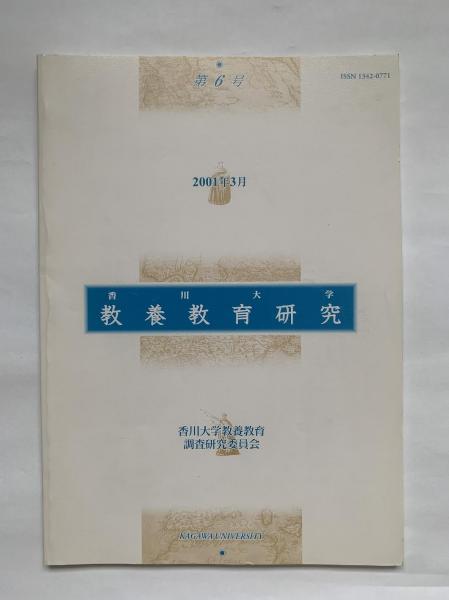 第6号
ISSN 1342-0771
2001年3月
香川大学
教養教育研究
香川大学教養教育
調査研究委員会
KAGAWA UNIVERSITY